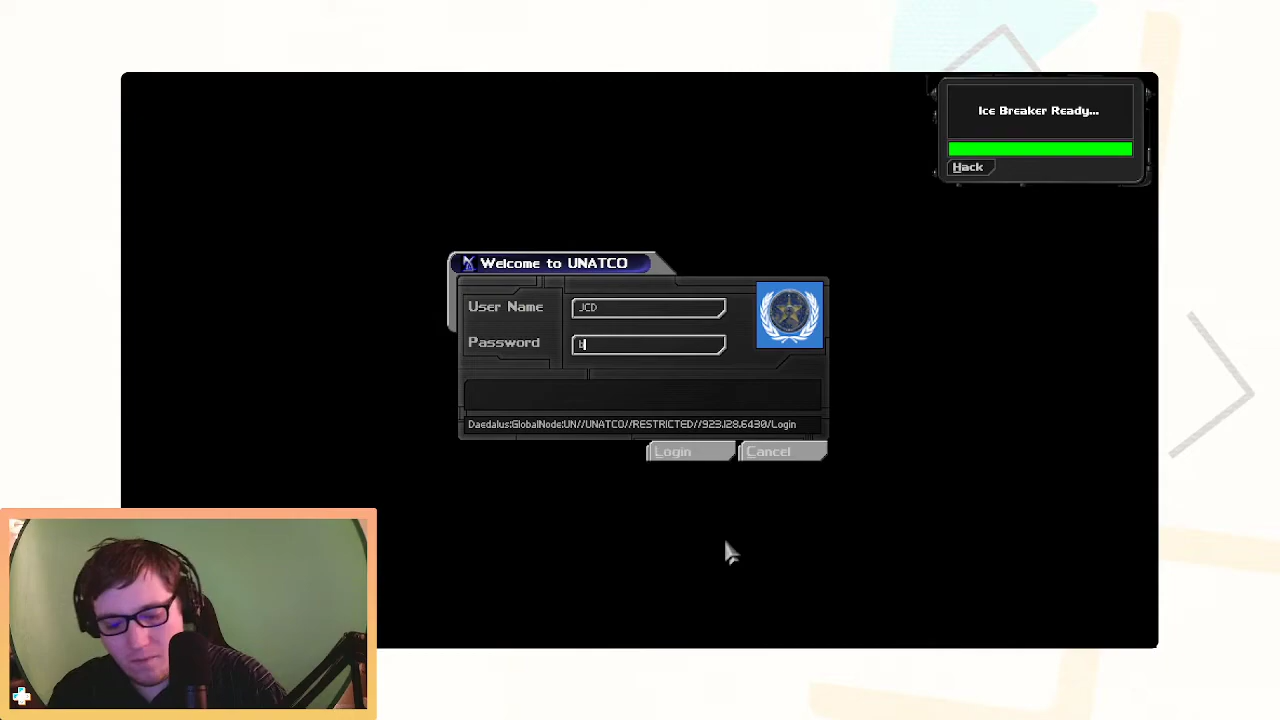 Ice Breaker Ready...
Hack
Welcome to UNATCO
User Name
JCD
Password
b
Daedalus:GlobalNode:UN//UNATCO//RESTRICTED//923.128.6430/Login
Login
Cancel